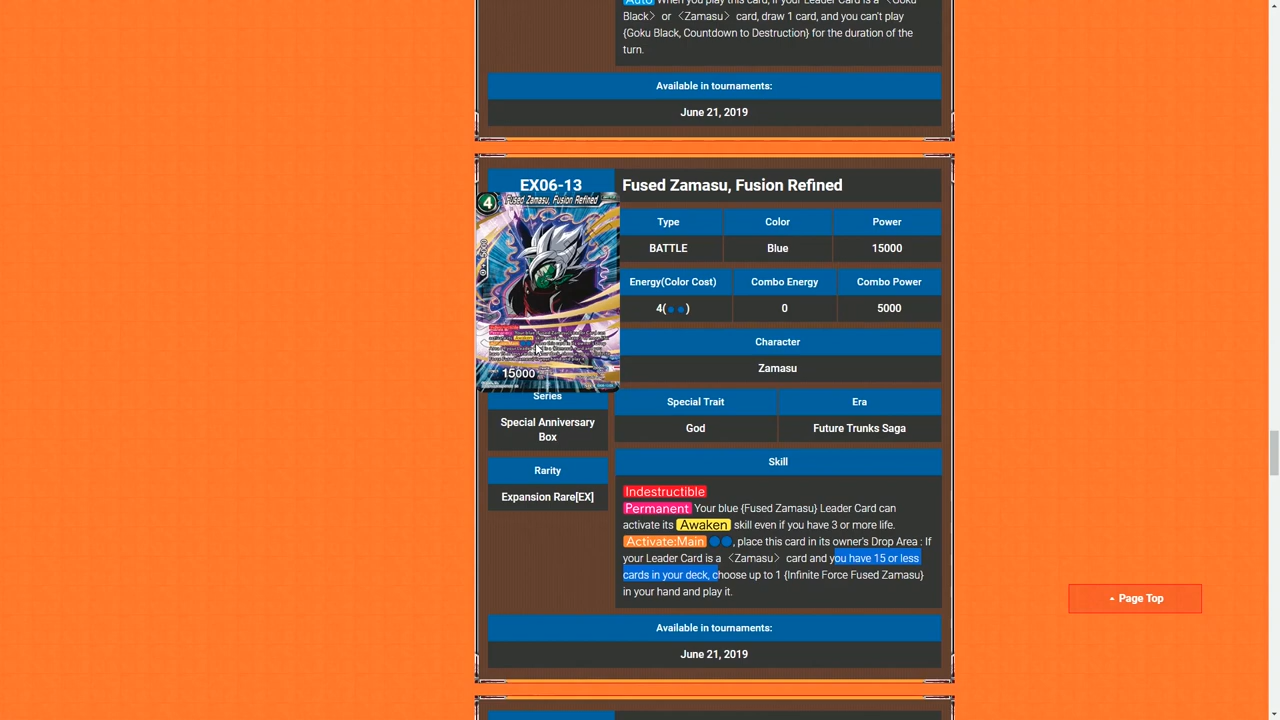 Auto When you play this card, if your Leader Card is a 〈Goku
Black〉 or 〈Zamasu〉 card, draw 1 card, and you can't play
{Goku Black, Countdown to Destruction} for the duration of the
turn.
Available in tournaments:
June 21, 2019
EX06-13
Fused Zamasu, Fusion Refined
4
Fused Zamasu, Fusion Refined
15000
Type
Color
Power
BATTLE
Blue
15000
Energy(Color Cost)
Combo Energy
Combo Power
4(●●)
0
5000
Character
Zamasu
Series
Special Anniversary
Box
Special Trait
Era
God
Future Trunks Saga
Rarity
Expansion Rare[EX]
Skill
Indestructible
Permanent Your blue {Fused Zamasu} Leader Card can
activate its Awaken skill even if you have 3 or more life.
Activate:Main ●●, place this card in its owner's Drop Area : If
your Leader Card is a 〈Zamasu〉 card and you have 15 or less
cards in your deck, choose up to 1 {Infinite Force Fused Zamasu}
in your hand and play it.
Available in tournaments:
June 21, 2019
Page Top